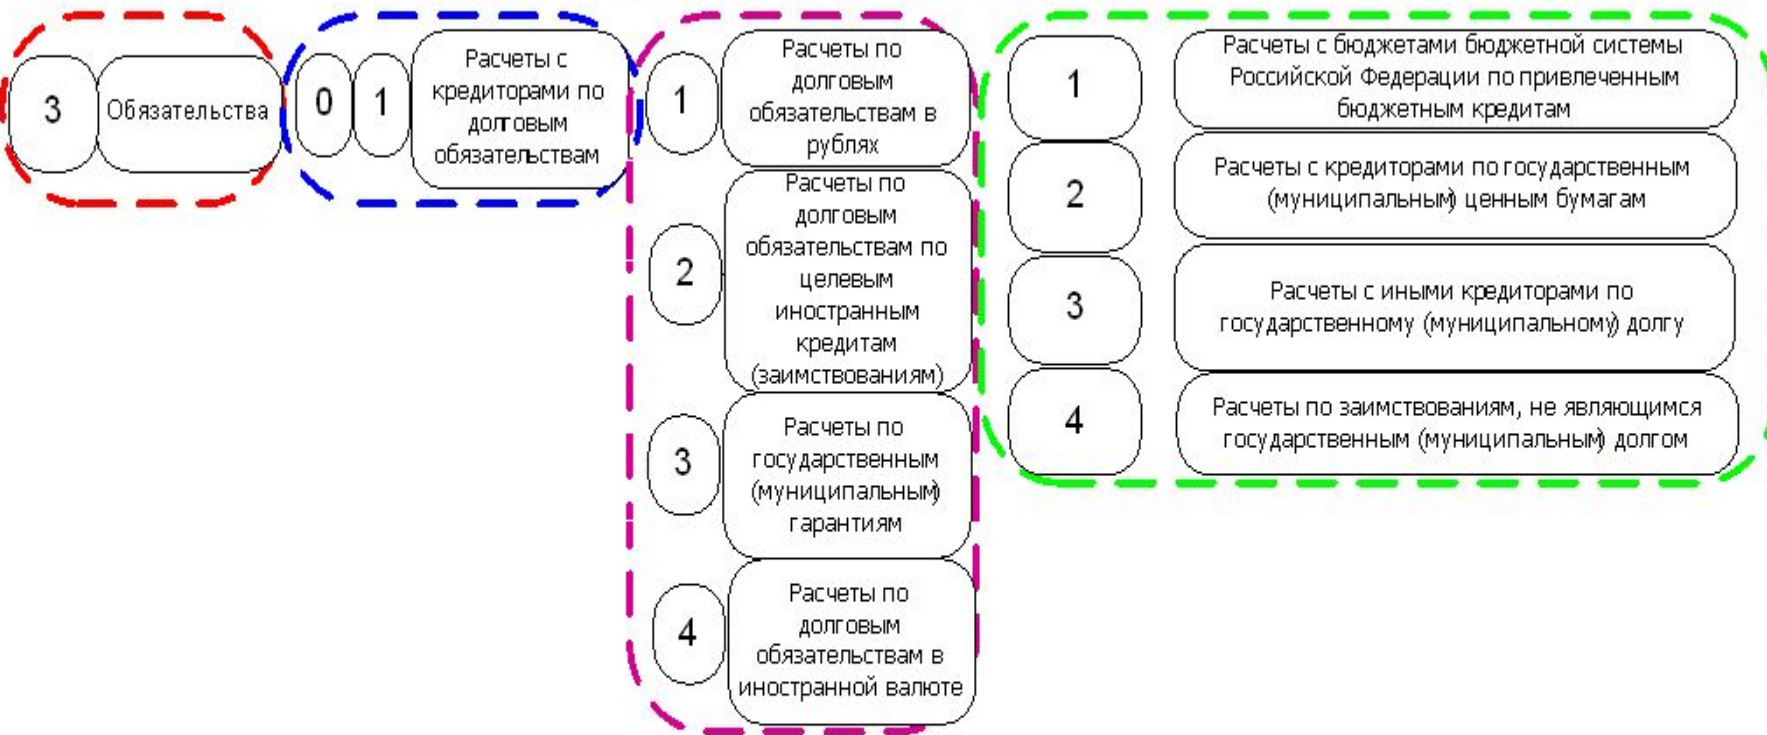 3
Обязательства
0
1
Расчеты с
кредиторами по
долговым
обязательствам
1
Расчеты по
долговым
обязательствам в
рублях
2
Расчеты по
долговым
обязательствам по
целевым
иностранным
кредитам
(заимствованиям)
3
Расчеты по
государственным
(муниципальным)
гарантиям
4
Расчеты по
долговым
обязательствам в
иностранной валюте
1
Расчеты с бюджетами бюджетной системы
Российской Федерации по привлеченным
бюджетным кредитам
2
Расчеты с кредиторами по государственным
(муниципальным) ценным бумагам
3
Расчеты с иными кредиторами по
государственному (муниципальному) долгу
4
Расчеты по заимствованиям, не являющимся
государственным (муниципальным) долгом